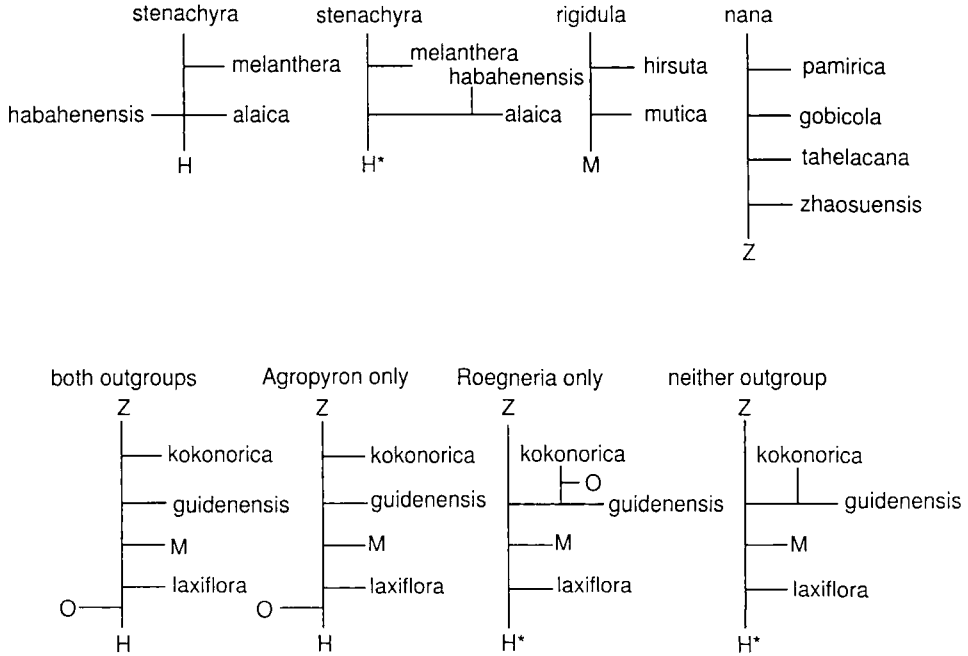 stenachyra stenachyra rigidula nana
melanthera melanthera hirsuta pamirica
habahenensis
habahenensis alaica alaica mutica gobicola
H H* M tahelacana
zhaosuensis
Z
both outgroups Agropyron only Roegneria only neither outgroup
Z Z Z Z
kokonorica kokonorica kokonorica kokonorica
O
guidenensis guidenensis guidenensis guidenensis
M M M M
laxiflora laxiflora laxiflora laxiflora
O O
H H H* H*